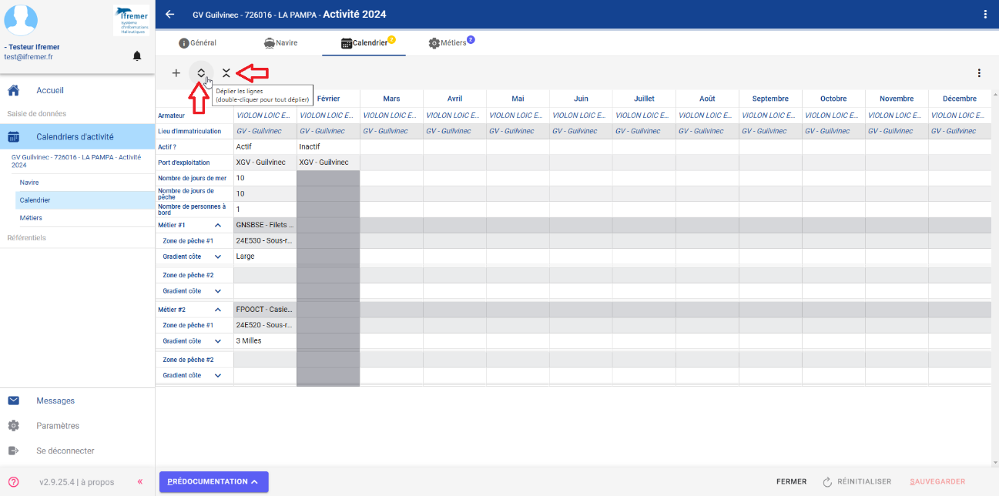 Ifremer
système
d'Informations
Halieutiques
- Testeur Ifremer
test@ifremer.fr
Accueil
Saisie de données
Calendriers d'activité
GV Guilvinec - 726016 - LA PAMPA - Activité
2024
Navire
Calendrier
Métiers
Référentiels
Messages
Paramètres
Se déconnecter
v2.9.25.4 | à propos
GV Guilvinec - 726016 - LA PAMPA - Activité 2024
Général Navire Calendrier 2 Métiers 2
Déplier les lignes
(double-cliquer pour tout déplier)
Février Mars Avril Mai Juin Juillet Août Septembre Octobre Novembre Décembre
Armateur VIOLON LOIC E... VIOLON LOIC E... VIOLON LOIC E... VIOLON LOIC E... VIOLON LOIC E... VIOLON LOIC E... VIOLON LOIC E... VIOLON LOIC E... VIOLON LOIC E... VIOLON LOIC E... VIOLON LOIC E... VIOLON LOIC E...
Lieu d'immatriculation GV - Guilvinec GV - Guilvinec GV - Guilvinec GV - Guilvinec GV - Guilvinec GV - Guilvinec GV - Guilvinec GV - Guilvinec GV - Guilvinec GV - Guilvinec GV - Guilvinec GV - Guilvinec
Actif ? Actif Inactif
Port d'exploitation XGV - Guilvinec XGV - Guilvinec
Nombre de jours de mer 10
Nombre de jours de
pêche 10
Nombre de personnes à
bord 1
Métier #1 GNSBSE - Filets ...
Zone de pêche #1 24E530 - Sous-r...
Gradient côte Large
Zone de pêche #2
Gradient côte
Métier #2 FPOOCT - Casie...
Zone de pêche #1 24E520 - Sous-r...
Gradient côte 3 Milles
Zone de pêche #2
Gradient côte
PRÉDOCUMENTATION
FERMER RÉINITIALISER SAUVEGARDER